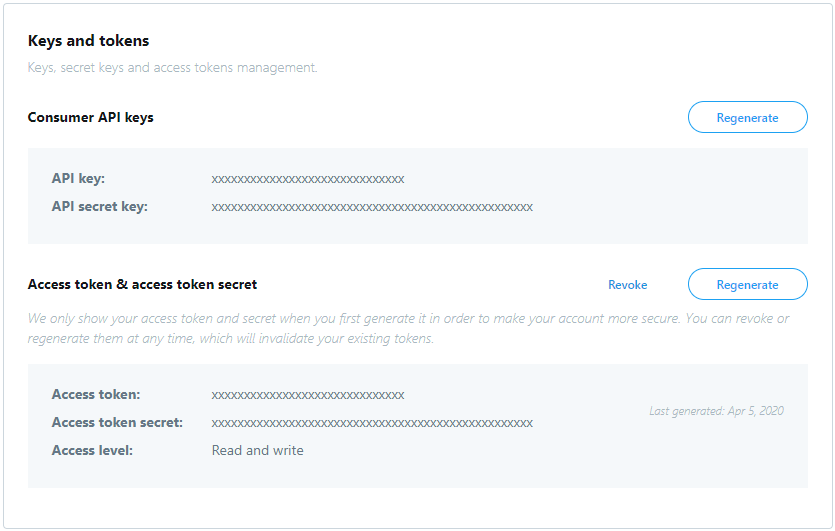 Keys and tokens
Keys, secret keys and access tokens management.
Consumer API keys
Regenerate
API key: xxxxxxxxxxxxxxxxxxxxxxxxxxxxxx
API secret key: xxxxxxxxxxxxxxxxxxxxxxxxxxxxxxxxxxxxxxxxxxxxxxxxxx
Access token & access token secret
Revoke
Regenerate
We only show your access token and secret when you first generate it in order to make your account more secure. You can revoke or
regenerate them at any time, which will invalidate your existing tokens.
Access token: xxxxxxxxxxxxxxxxxxxxxxxxxxxxxx
Last generated: Apr 5, 2020
Access token secret: xxxxxxxxxxxxxxxxxxxxxxxxxxxxxxxxxxxxxxxxxxxxxxxxxx
Access level: Read and write